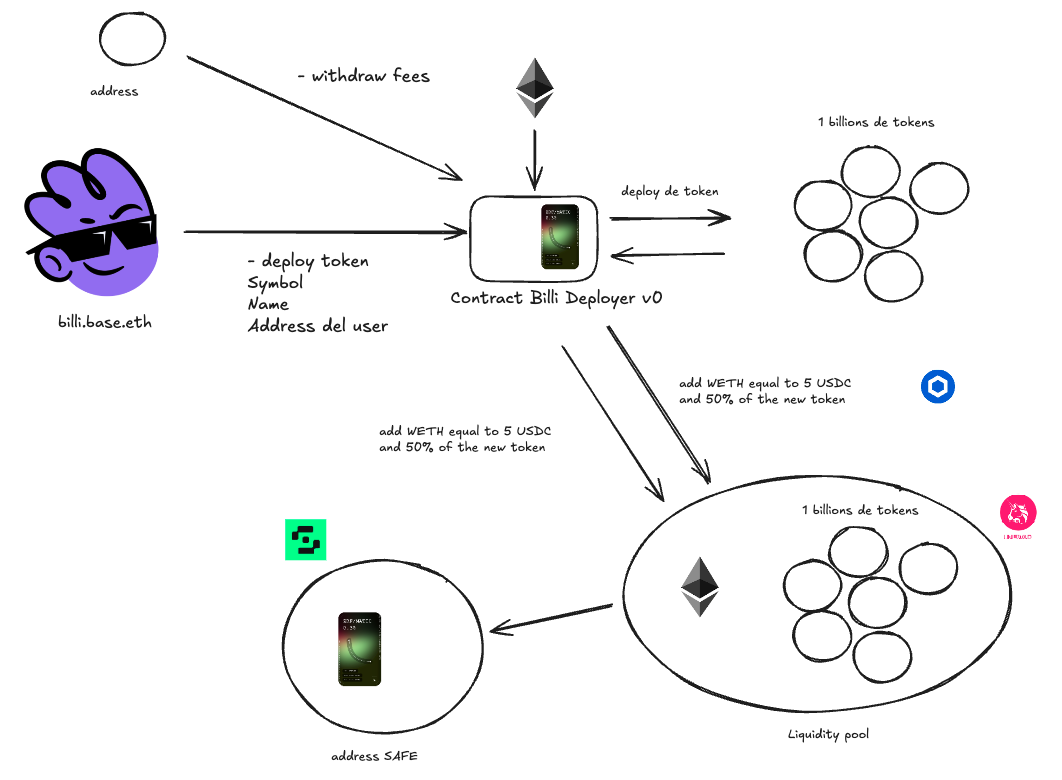 address
- withdraw fees
1 billions de tokens
deploy de token
billi.base.eth
- deploy token
Symbol
Name
Address del user
Contract Billi Deployer v0
add WETH equal to 5 USDC
and 50% of the new token
add WETH equal to 5 USDC
and 50% of the new token
1 billions de tokens
Liquidity pool
address SAFE